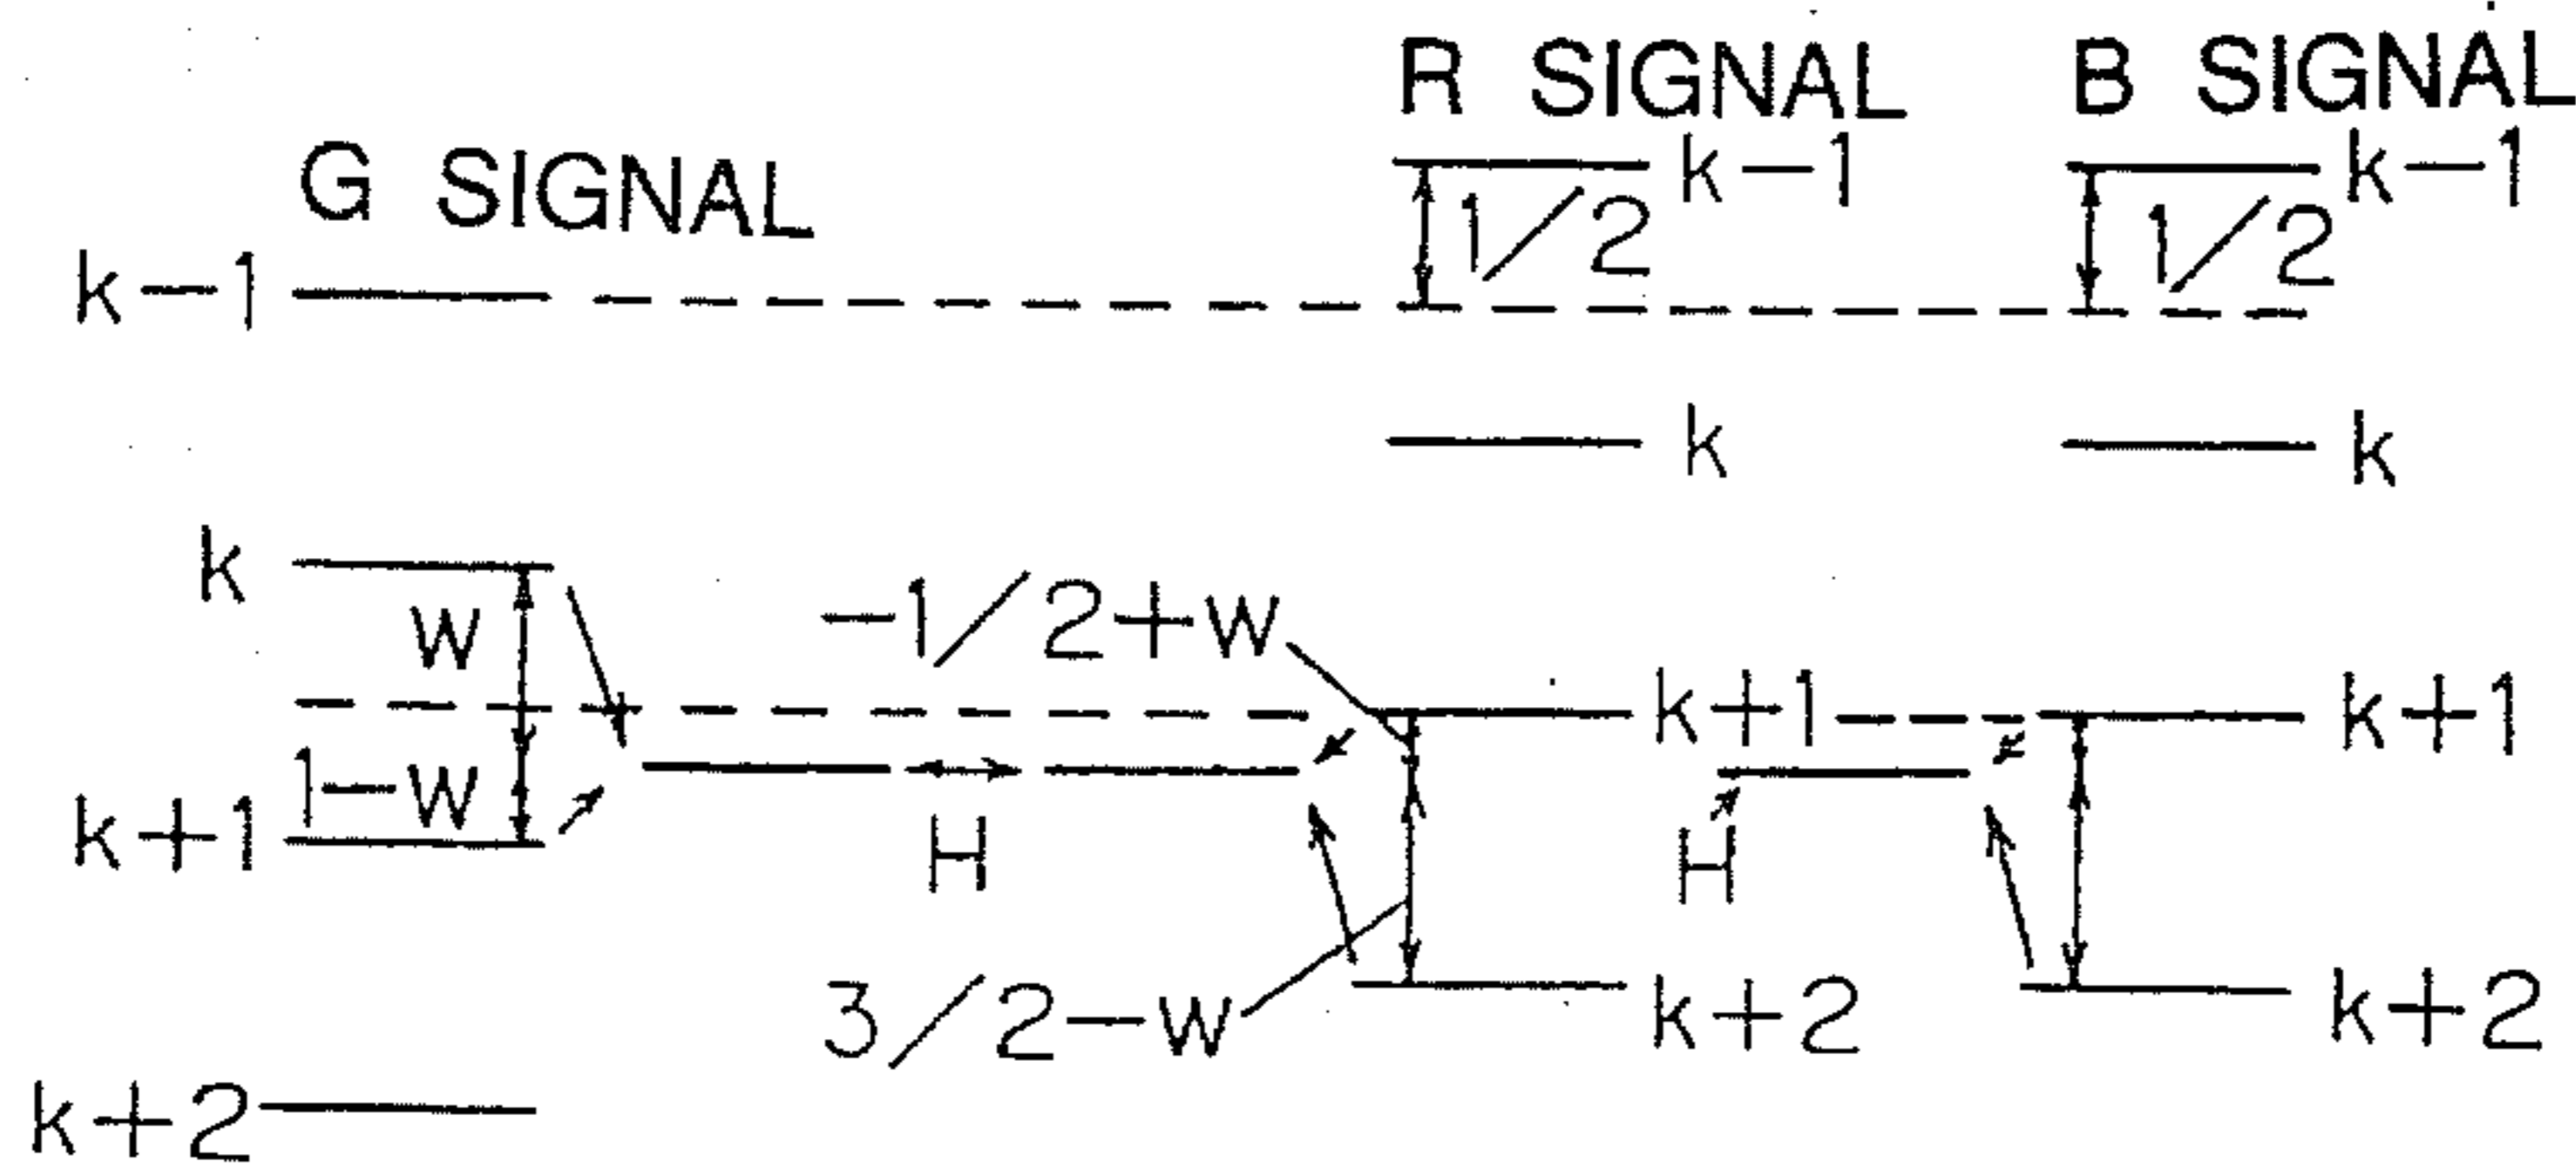 R SIGNAL B SIGNAL
G SIGNAL k-1 k-1
1/2 1/2
k-1
k k
k
W -1/2+W
k+1 k+1
1-W
k+1 H H
3/2-W k+2 k+2
k+2